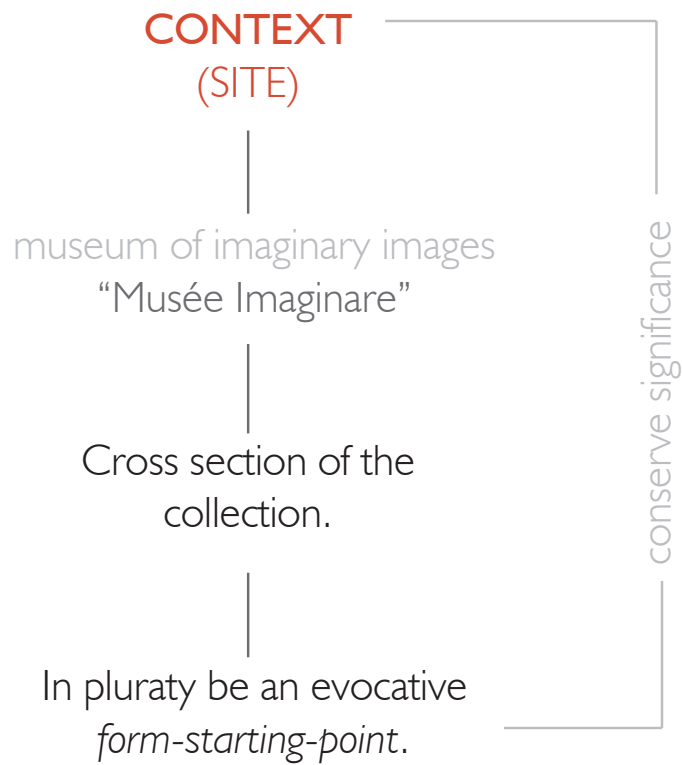 CONTEXT
(SITE)
museum of imaginary images
“Musée Imaginare”
Cross section of the
collection.
In pluraty be an evocative
form-starting-point.
conserve significance